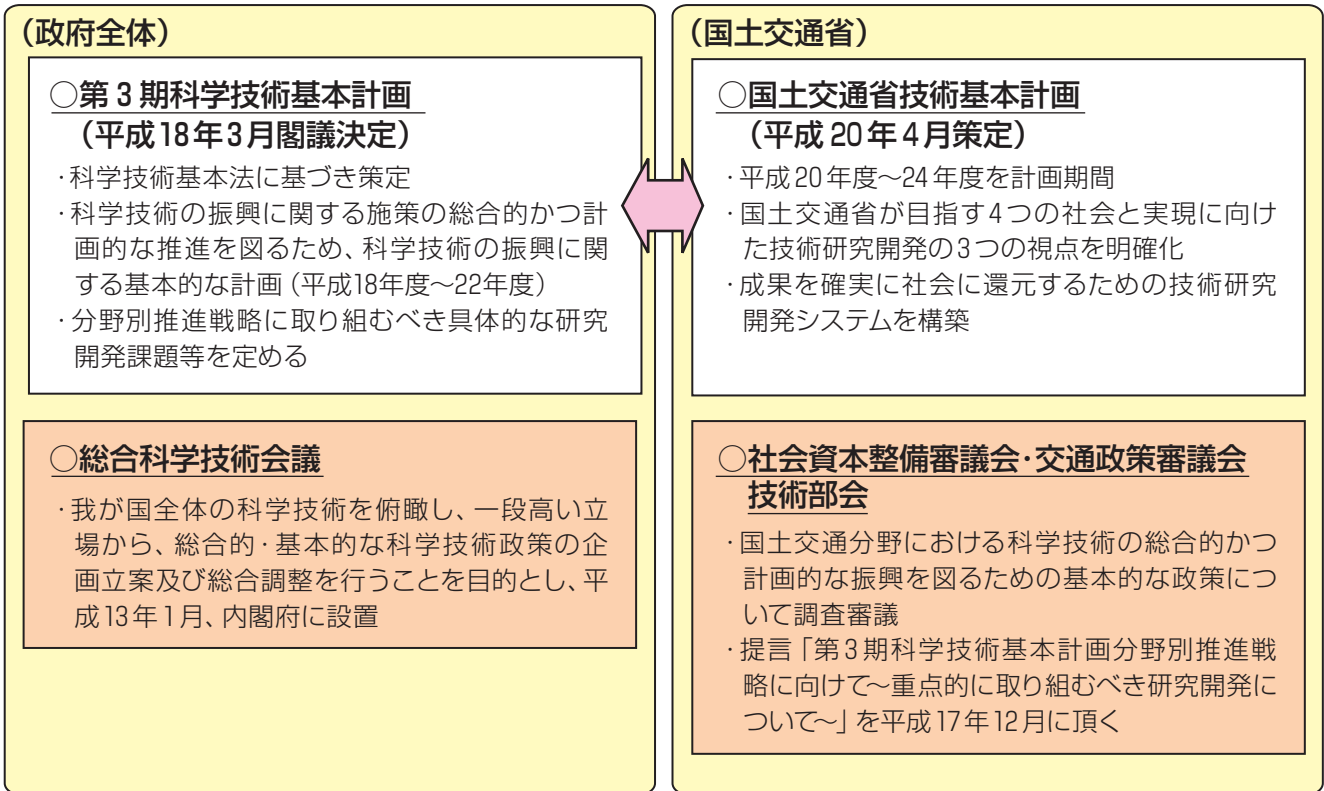 （政府全体）
○第３期科学技術基本計画
（平成18年3月閣議決定）
・科学技術基本法に基づき策定
・科学技術の振興に関する施策の総合的かつ計
画的な推進を図るため、科学技術の振興に関
する基本的な計画（平成18年度～22年度）
・分野別推進戦略に取り組むべき具体的な研究
開発課題等を定める
○総合科学技術会議
・我が国全体の科学技術を俯瞰し、一段高い立
場から、総合的・基本的な科学技術政策の企
画立案及び総合調整を行うことを目的とし、平
成13年1月、内閣府に設置
（国土交通省）
○国土交通省技術基本計画
（平成20年4月策定）
・平成20年度～24年度を計画期間
・国土交通省が目指す4つの社会と実現に向け
た技術研究開発の3つの視点を明確化
・成果を確実に社会に還元するための技術研究
開発システムを構築
○社会資本整備審議会・交通政策審議会
技術部会
・国土交通分野における科学技術の総合的かつ
計画的な振興を図るための基本的な政策につ
いて調査審議
・提言「第3期科学技術基本計画分野別推進戦
略に向けて～重点的に取り組むべき研究開発に
ついて～」を平成17年12月に頂く